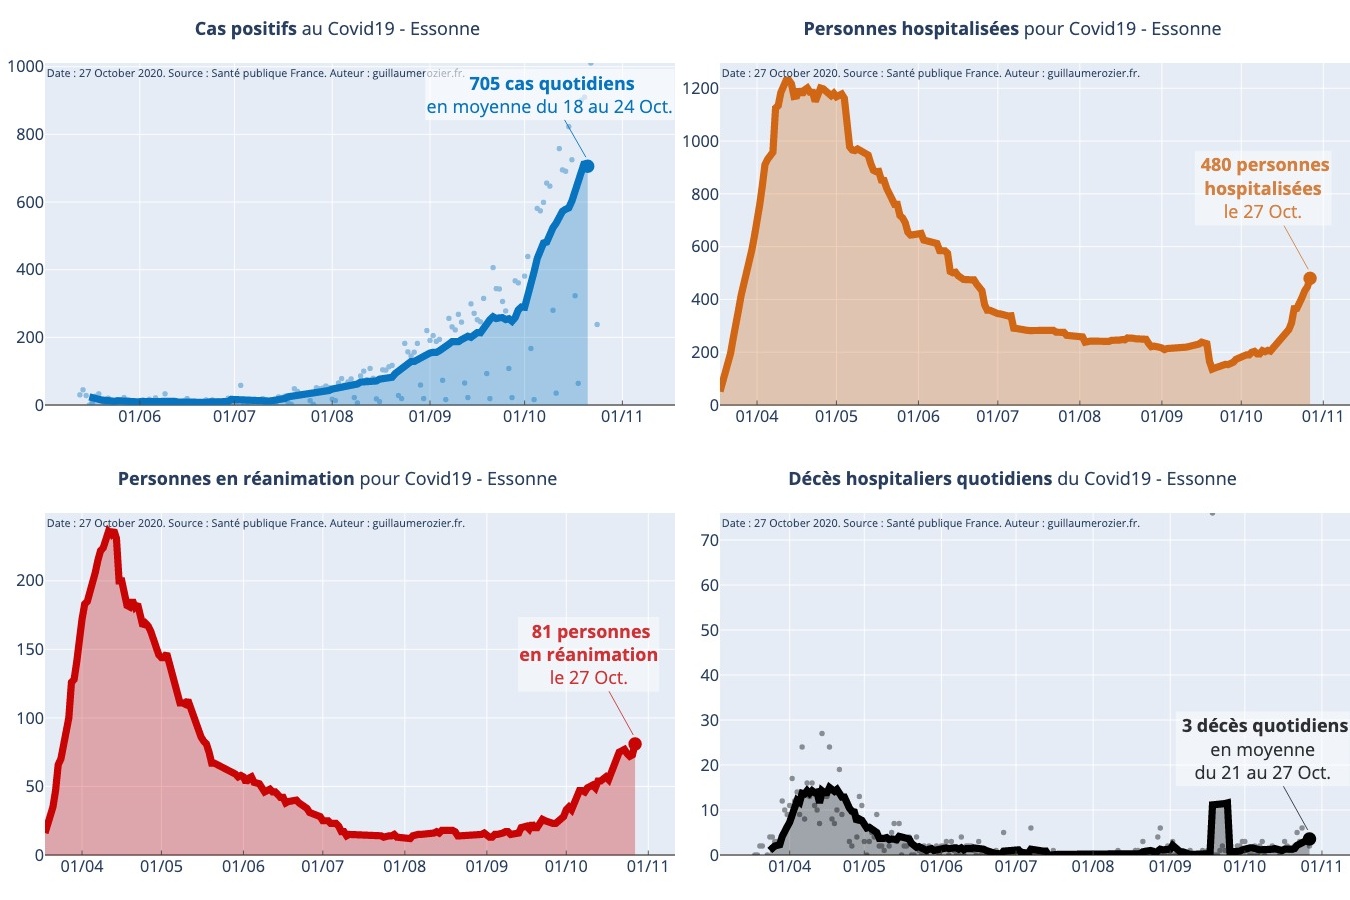 Cas positifs au Covid19 - Essonne
Date : 27 October 2020. Source : Santé publique France. Auteur : guillaumerozier.fr.
705 cas quotidiens
en moyenne du 18 au 24 Oct.
1000
800
600
400
200
0
01/06 01/07 01/08 01/09 01/10 01/11
Personnes hospitalisées pour Covid19 - Essonne
Date : 27 October 2020. Source : Santé publique France. Auteur : guillaumerozier.fr.
480 personnes
hospitalisées
le 27 Oct.
1200
1000
800
600
400
200
0
01/04 01/05 01/06 01/07 01/08 01/09 01/10 01/11
Personnes en réanimation pour Covid19 - Essonne
Date : 27 October 2020. Source : Santé publique France. Auteur : guillaumerozier.fr.
81 personnes
en réanimation
le 27 Oct.
200
150
100
50
0
01/04 01/05 01/06 01/07 01/08 01/09 01/10 01/11
Décès hospitaliers quotidiens du Covid19 - Essonne
Date : 27 October 2020. Source : Santé publique France. Auteur : guillaumerozier.fr.
3 décès quotidiens
en moyenne
du 21 au 27 Oct.
70
60
50
40
30
20
10
0
01/04 01/05 01/06 01/07 01/08 01/09 01/10 01/11